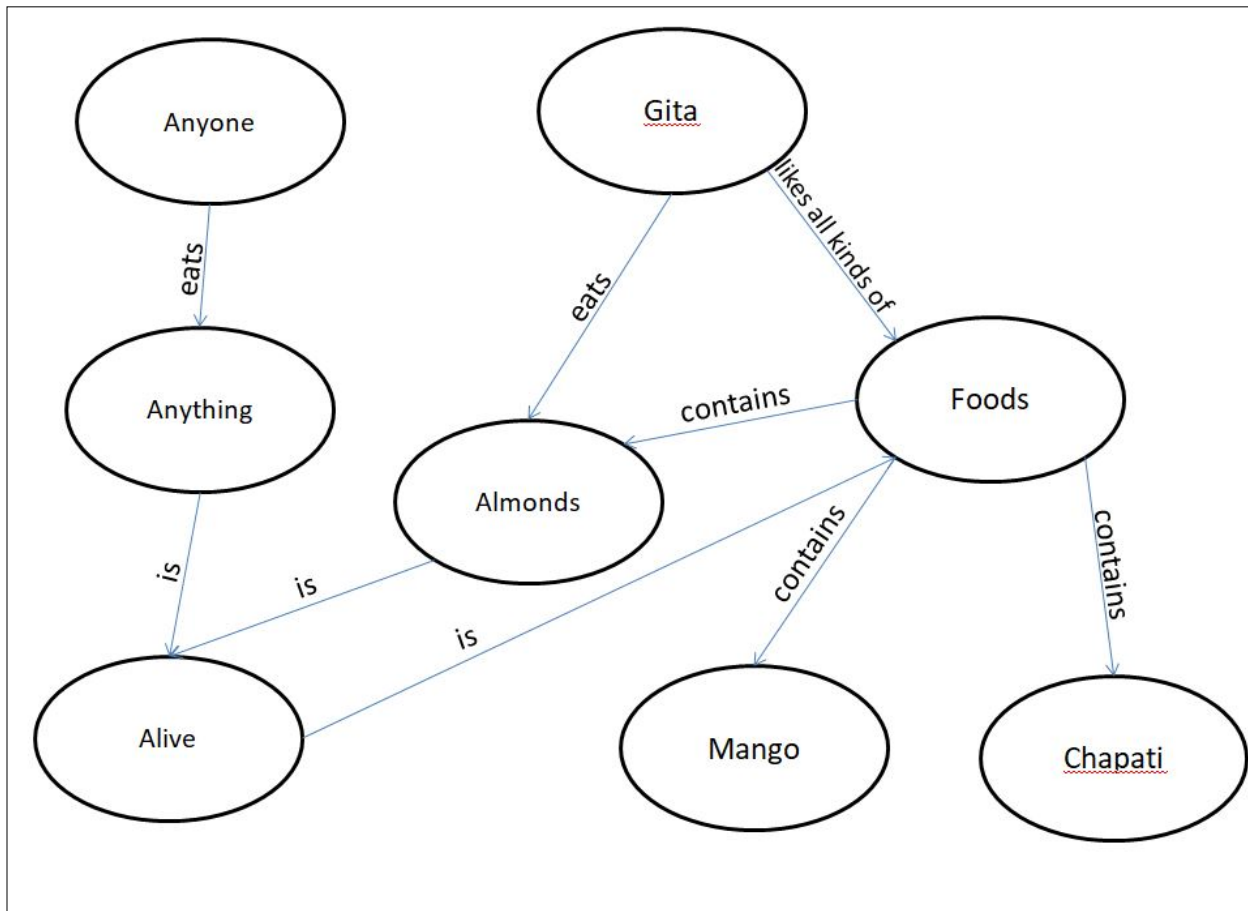 Anyone
Gita
likes all kinds of
eats
eats
Anything
Foods
contains
Almonds
contains
contains
is
is
is
Alive
Mango
Chapati